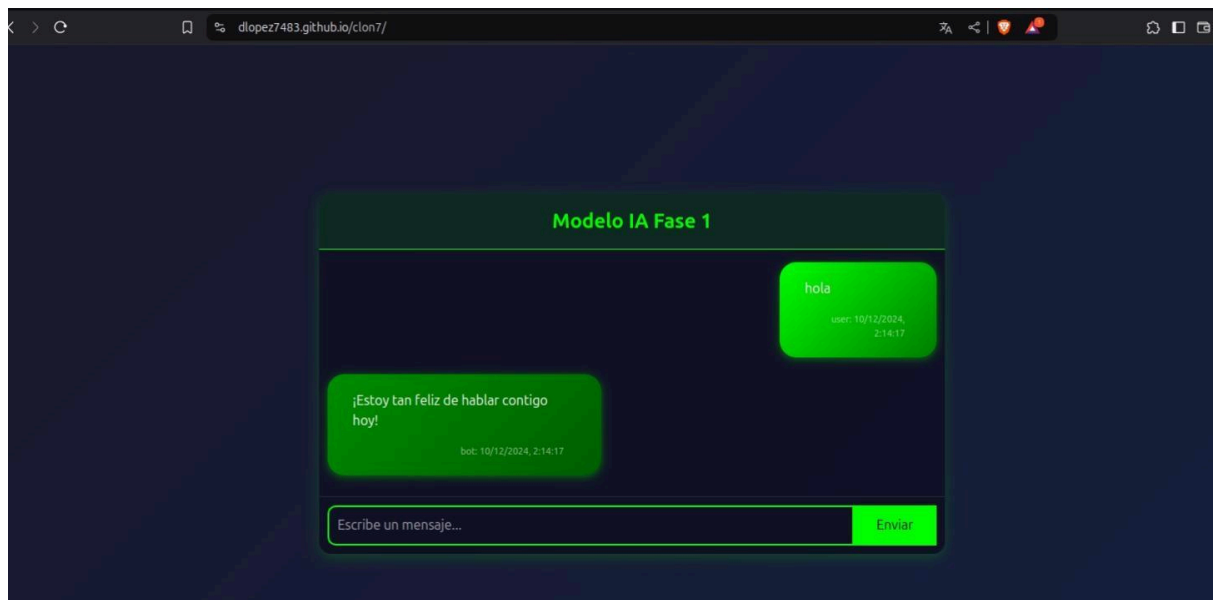 dlopez7483.github.io/clon7/
Modelo IA Fase 1
hola
user: 10/12/2024,
2:14:17
¡Estoy tan feliz de hablar contigo
hoy!
bot: 10/12/2024, 2:14:17
Escribe un mensaje...
Enviar